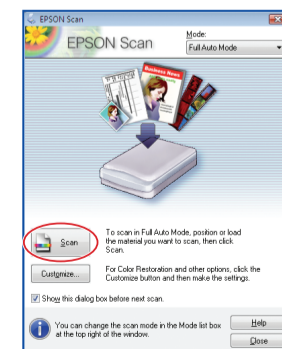 EPSON Scan
EPSON Scan
Mode:
Full Auto Mode
Business News
Scan
To scan in Full Auto Mode, position or load
the material you want to scan, then click
Scan.
Customize...
For Color Restoration and other options, click the
Customize button and then make the settings.
Show this dialog box before next scan.
You can change the scan mode in the Mode list box
at the top right of the window.
Help
Close